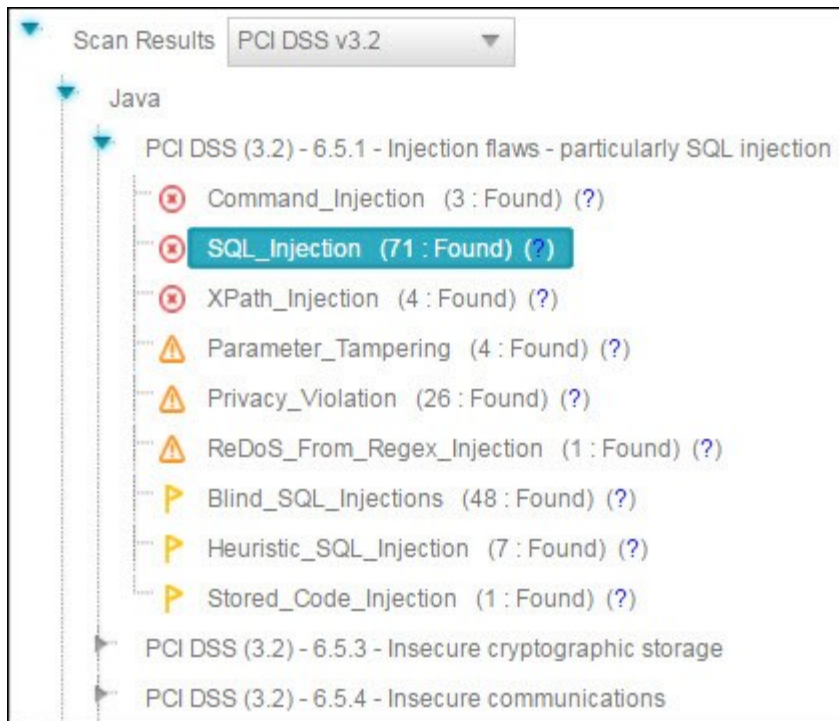 Scan Results PCI DSS v3.2
Java
PCI DSS (3.2) - 6.5.1 - Injection flaws - particularly SQL injection
Command_Injection (3 : Found) (?)
SQL_Injection (71 : Found) (?)
XPath_Injection (4 : Found) (?)
Parameter_Tampering (4 : Found) (?)
Privacy_Violation (26 : Found) (?)
ReDoS_From_Regex_Injection (1 : Found) (?)
Blind_SQL_Injections (48 : Found) (?)
Heuristic_SQL_Injection (7 : Found) (?)
Stored_Code_Injection (1 : Found) (?)
PCI DSS (3.2) - 6.5.3 - Insecure cryptographic storage
PCI DSS (3.2) - 6.5.4 - Insecure communications